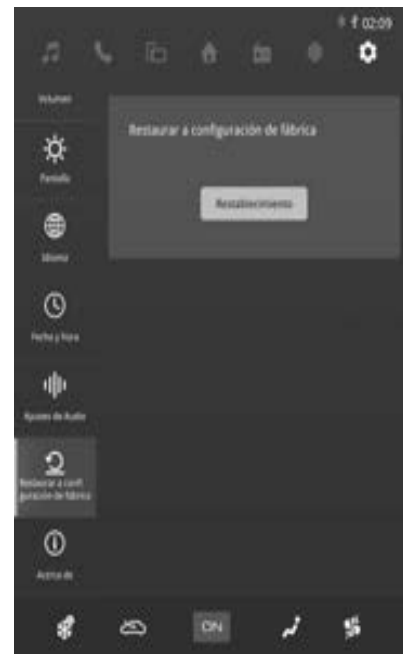 02:09
Volumen
Restaurar a configuración de fábrica
Restablecimiento
Pantalla
Idioma
Fecha y Hora
Ajustes de Audio
Restaurar a confi
guración de fábrica
Acerca de
ON